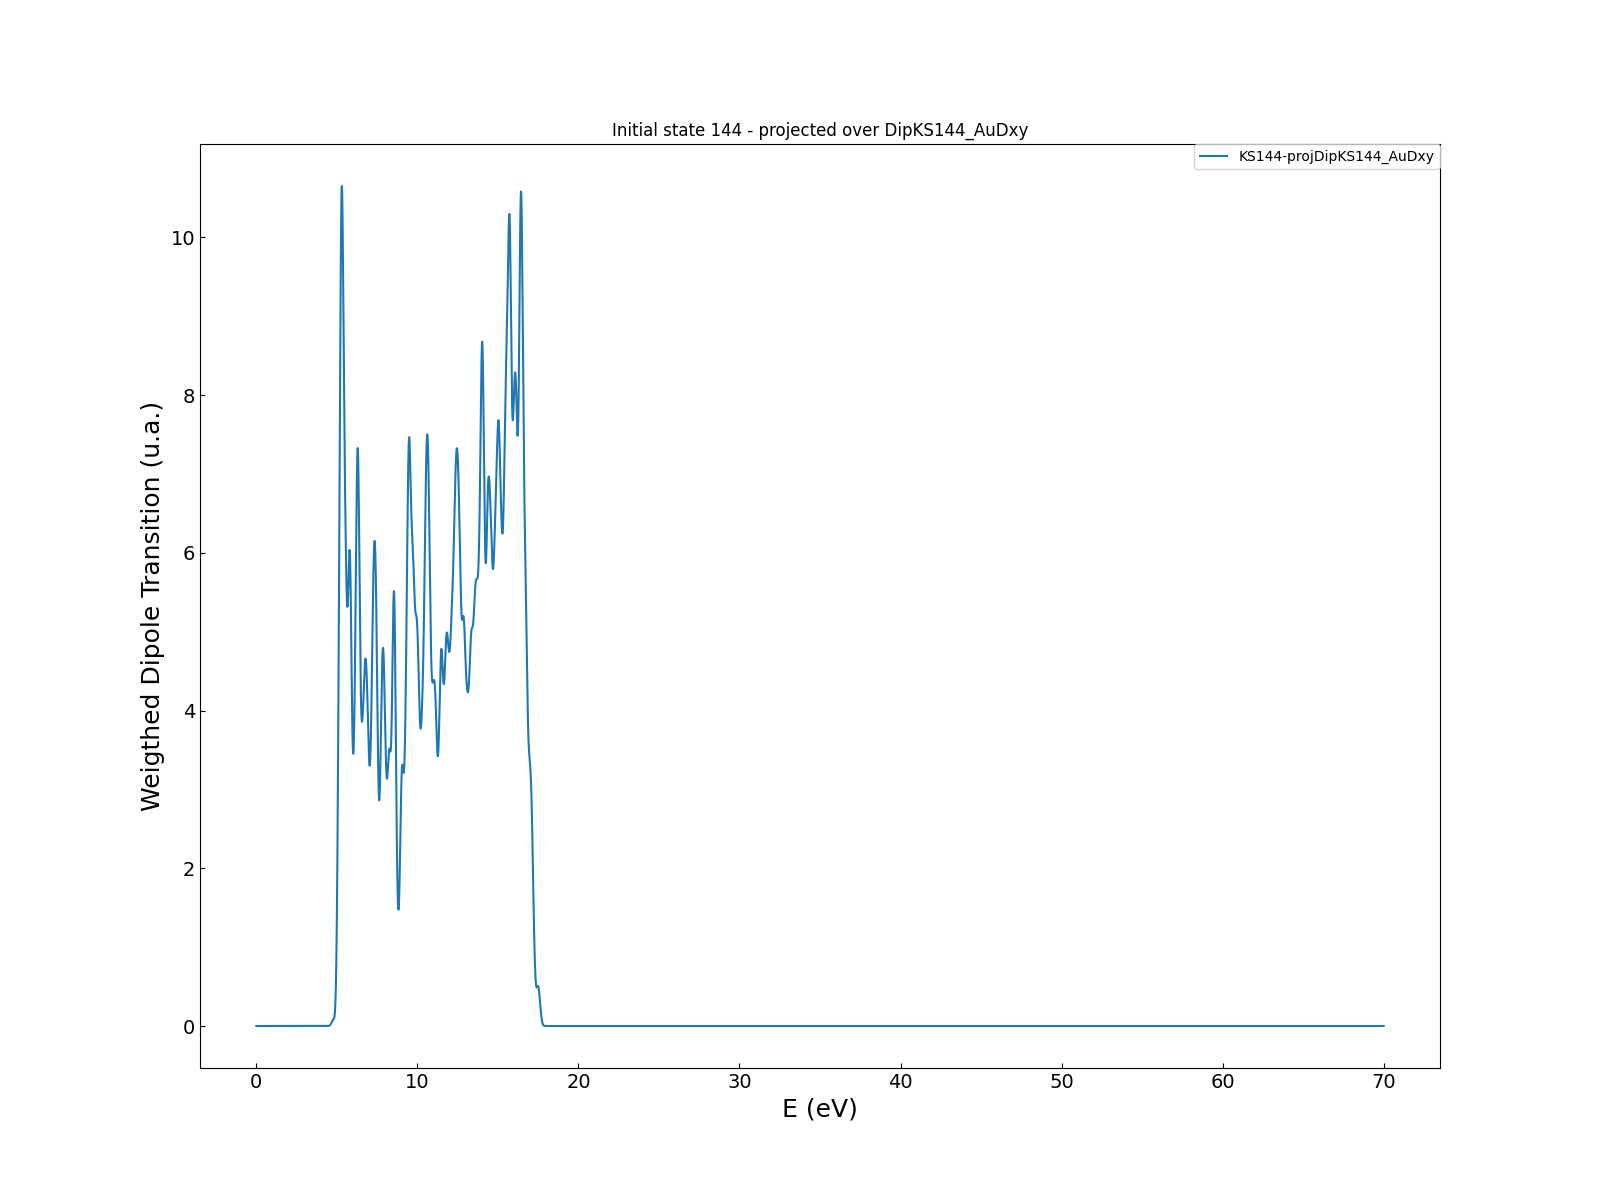 Initial state 144 - projected over DipKS144_AuDxy
KS144-projDipKS144_AuDxy
10
8
6
4
2
0
Weigthed Dipole Transition (u.a.)
0 10 20 30 40 50 60 70
E (eV)